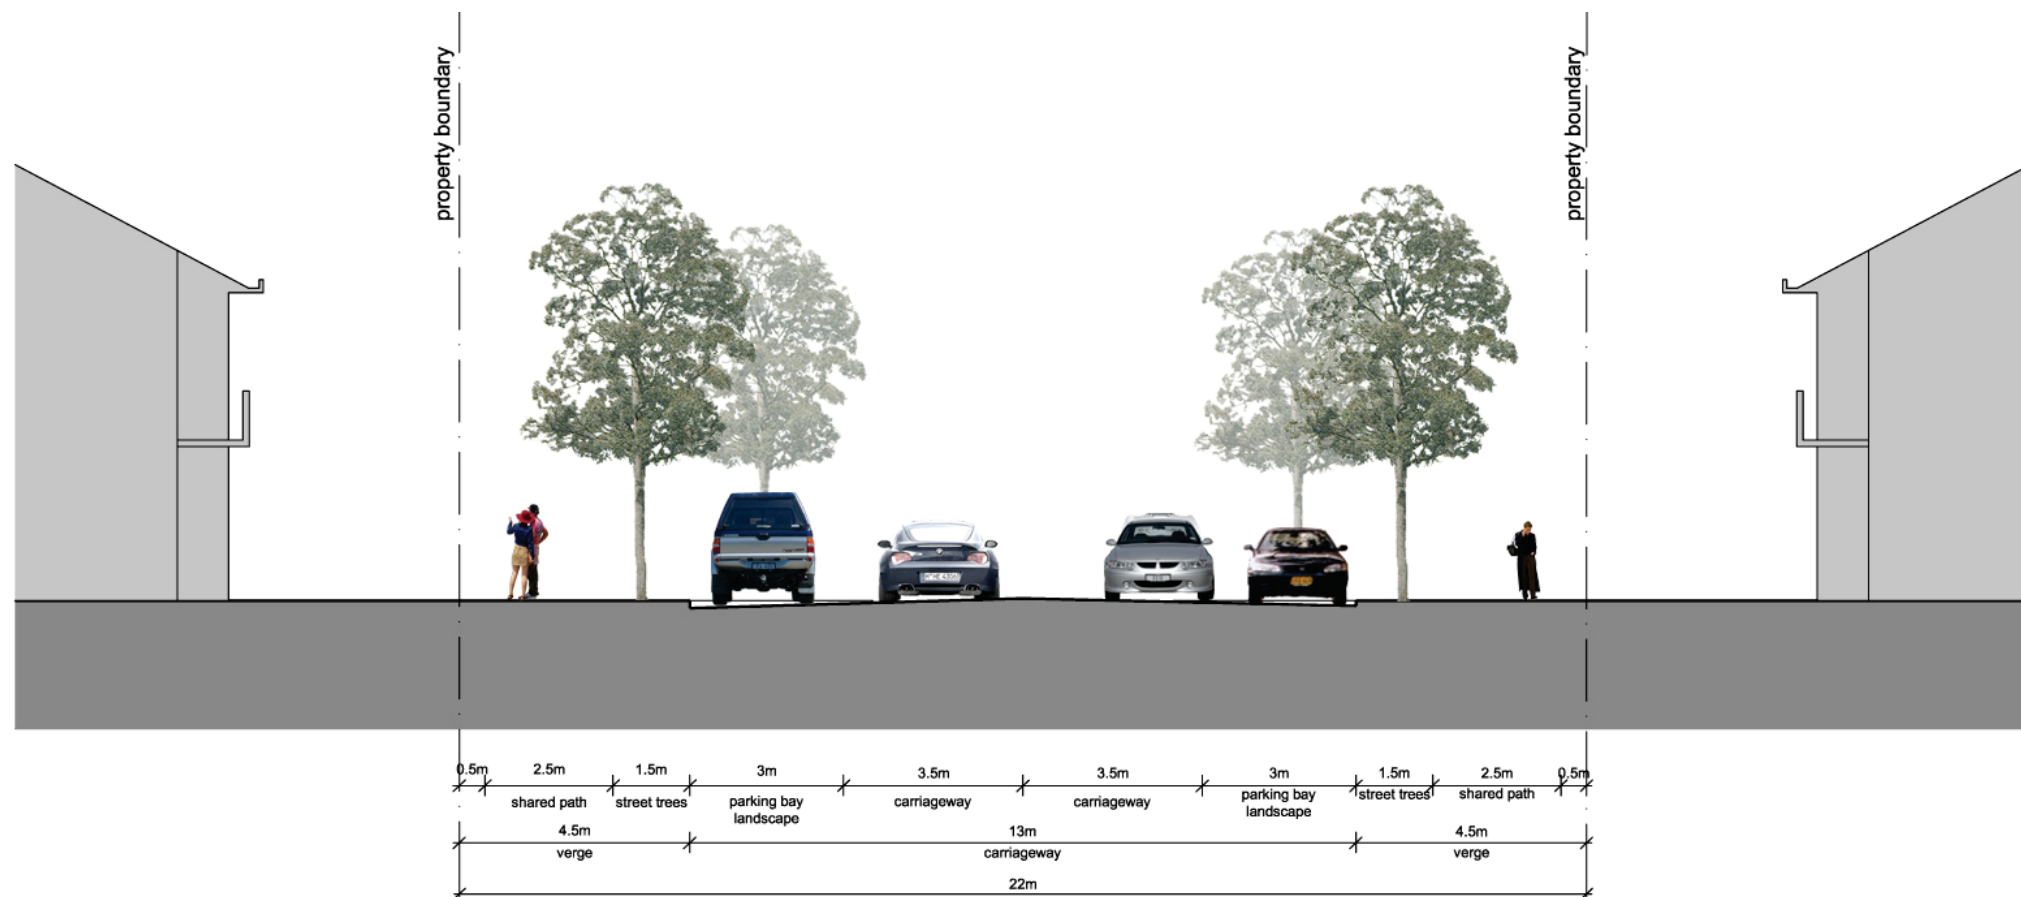 property boundary
property boundary
0.5m 2.5m 1.5m 3m 3.5m 3.5m 3m 1.5m 2.5m 0.5m
shared path street trees parking bay landscape carriageway carriageway parking bay landscape street trees shared path
4.5m 13m 4.5m
verge carriageway verge
22m